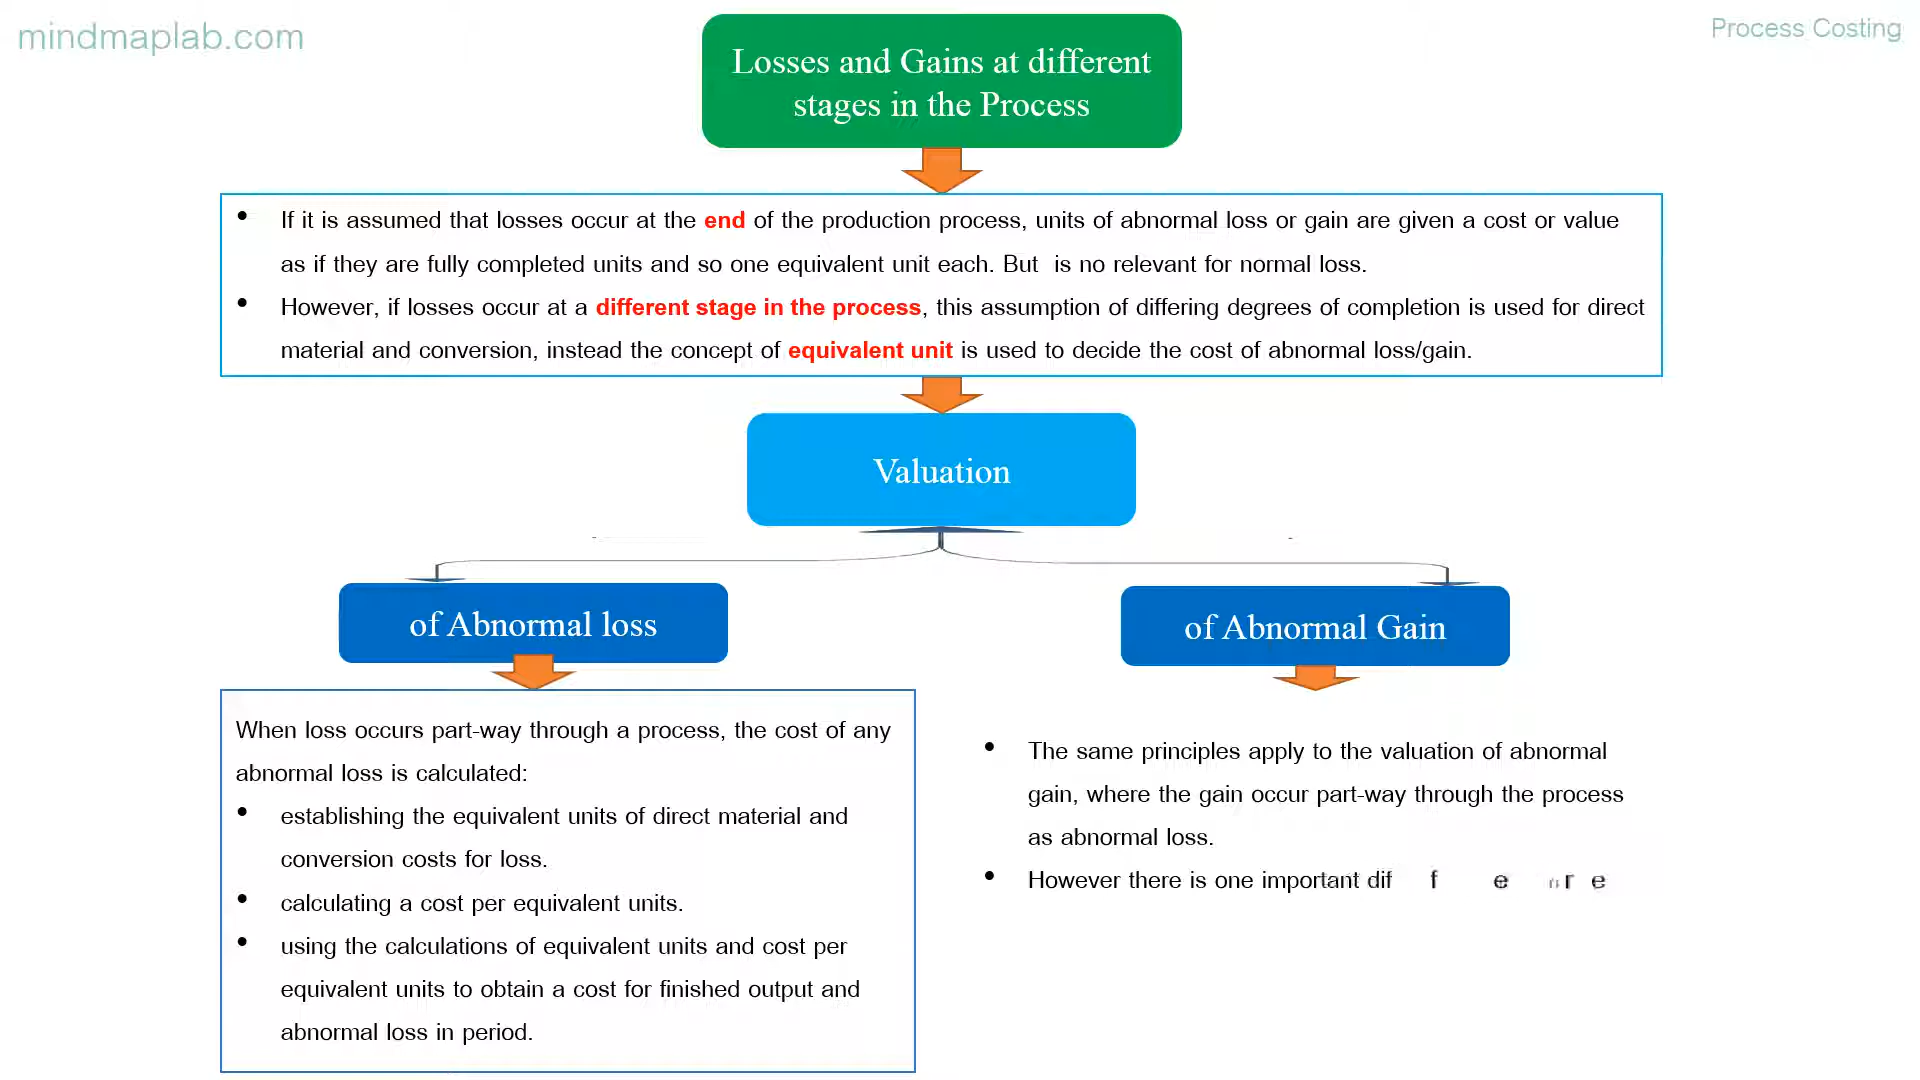 mindmaplab.com
Process Costing
Losses and Gains at different
stages in the Process
• If it is assumed that losses occur at the end of the production process, units of abnormal loss or gain are given a cost or value
as if they are fully completed units and so one equivalent unit each. But is no relevant for normal loss.
• However, if losses occur at a different stage in the process, this assumption of differing degrees of completion is used for direct
material and conversion, instead the concept of equivalent unit is used to decide the cost of abnormal loss/gain.
Valuation
of Abnormal loss
of Abnormal Gain
When loss occurs part-way through a process, the cost of any
abnormal loss is calculated:
• establishing the equivalent units of direct material and
conversion costs for loss.
• calculating a cost per equivalent units.
• using the calculations of equivalent units and cost per
equivalent units to obtain a cost for finished output and
abnormal loss in period.
• The same principles apply to the valuation of abnormal
gain, where the gain occur part-way through the process
as abnormal loss.
• However there is one important dif